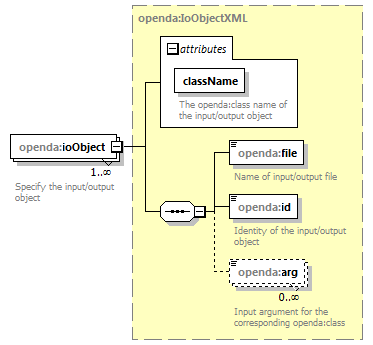 openda:IoObjectXML
attributes
className
The openda:class name of
the input/output object
openda:ioObject
1..∞
Specify the input/output
object
openda:file
Name of input/output file
openda:id
Identity of the input/output
object
openda:arg
0..∞
Input argument for the
corresponding openda:class